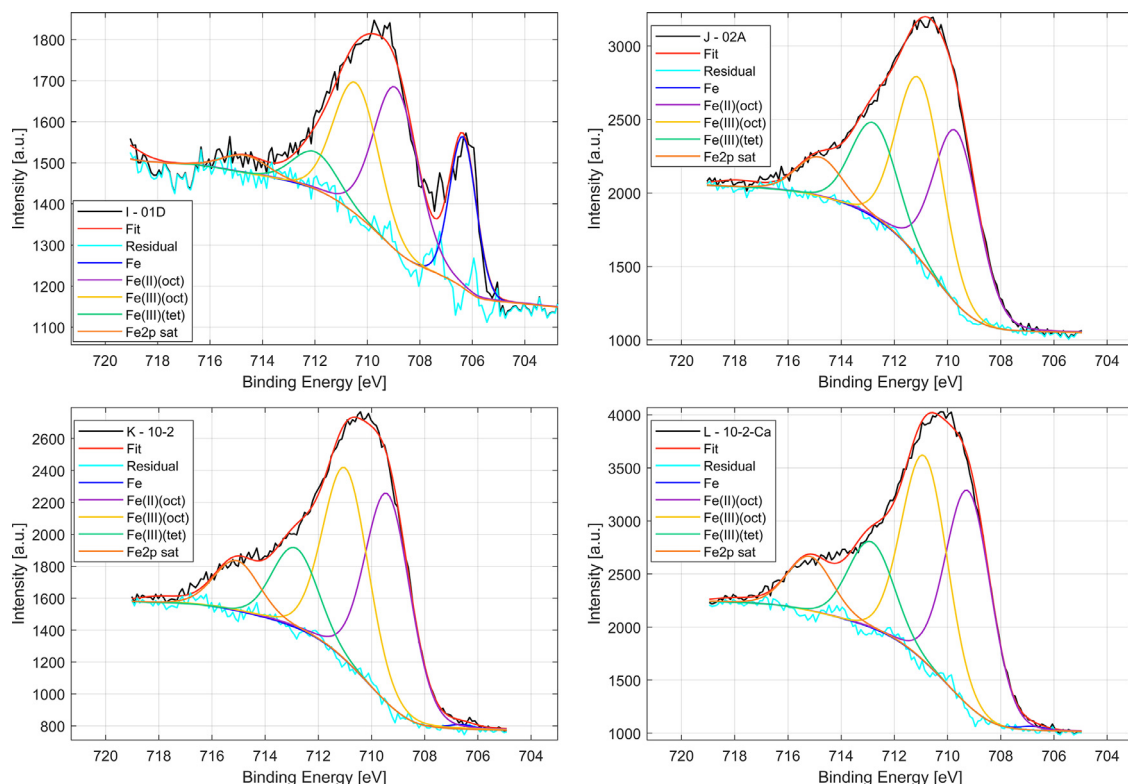 1800
1700
1600
1500
1400
1300
1200
1100
Intensity [a.u.]
I - 01D
Fit
Residual
Fe
Fe(II)(oct)
Fe(III)(oct)
Fe(III)(tet)
Fe2p sat
720 718 716 714 712 710 708 706 704
Binding Energy [eV]
3000
2500
2000
1500
1000
Intensity [a.u.]
J - 02A
Fit
Residual
Fe
Fe(II)(oct)
Fe(III)(oct)
Fe(III)(tet)
Fe2p sat
720 718 716 714 712 710 708 706 704
Binding Energy [eV]
2600
2400
2200
2000
1800
1600
1400
1200
1000
800
Intensity [a.u.]
K - 10-2
Fit
Residual
Fe
Fe(II)(oct)
Fe(III)(oct)
Fe(III)(tet)
Fe2p sat
720 718 716 714 712 710 708 706 704
Binding Energy [eV]
4000
3500
3000
2500
2000
1500
1000
Intensity [a.u.]
L - 10-2-Ca
Fit
Residual
Fe
Fe(II)(oct)
Fe(III)(oct)
Fe(III)(tet)
Fe2p sat
720 718 716 714 712 710 708 706 704
Binding Energy [eV]